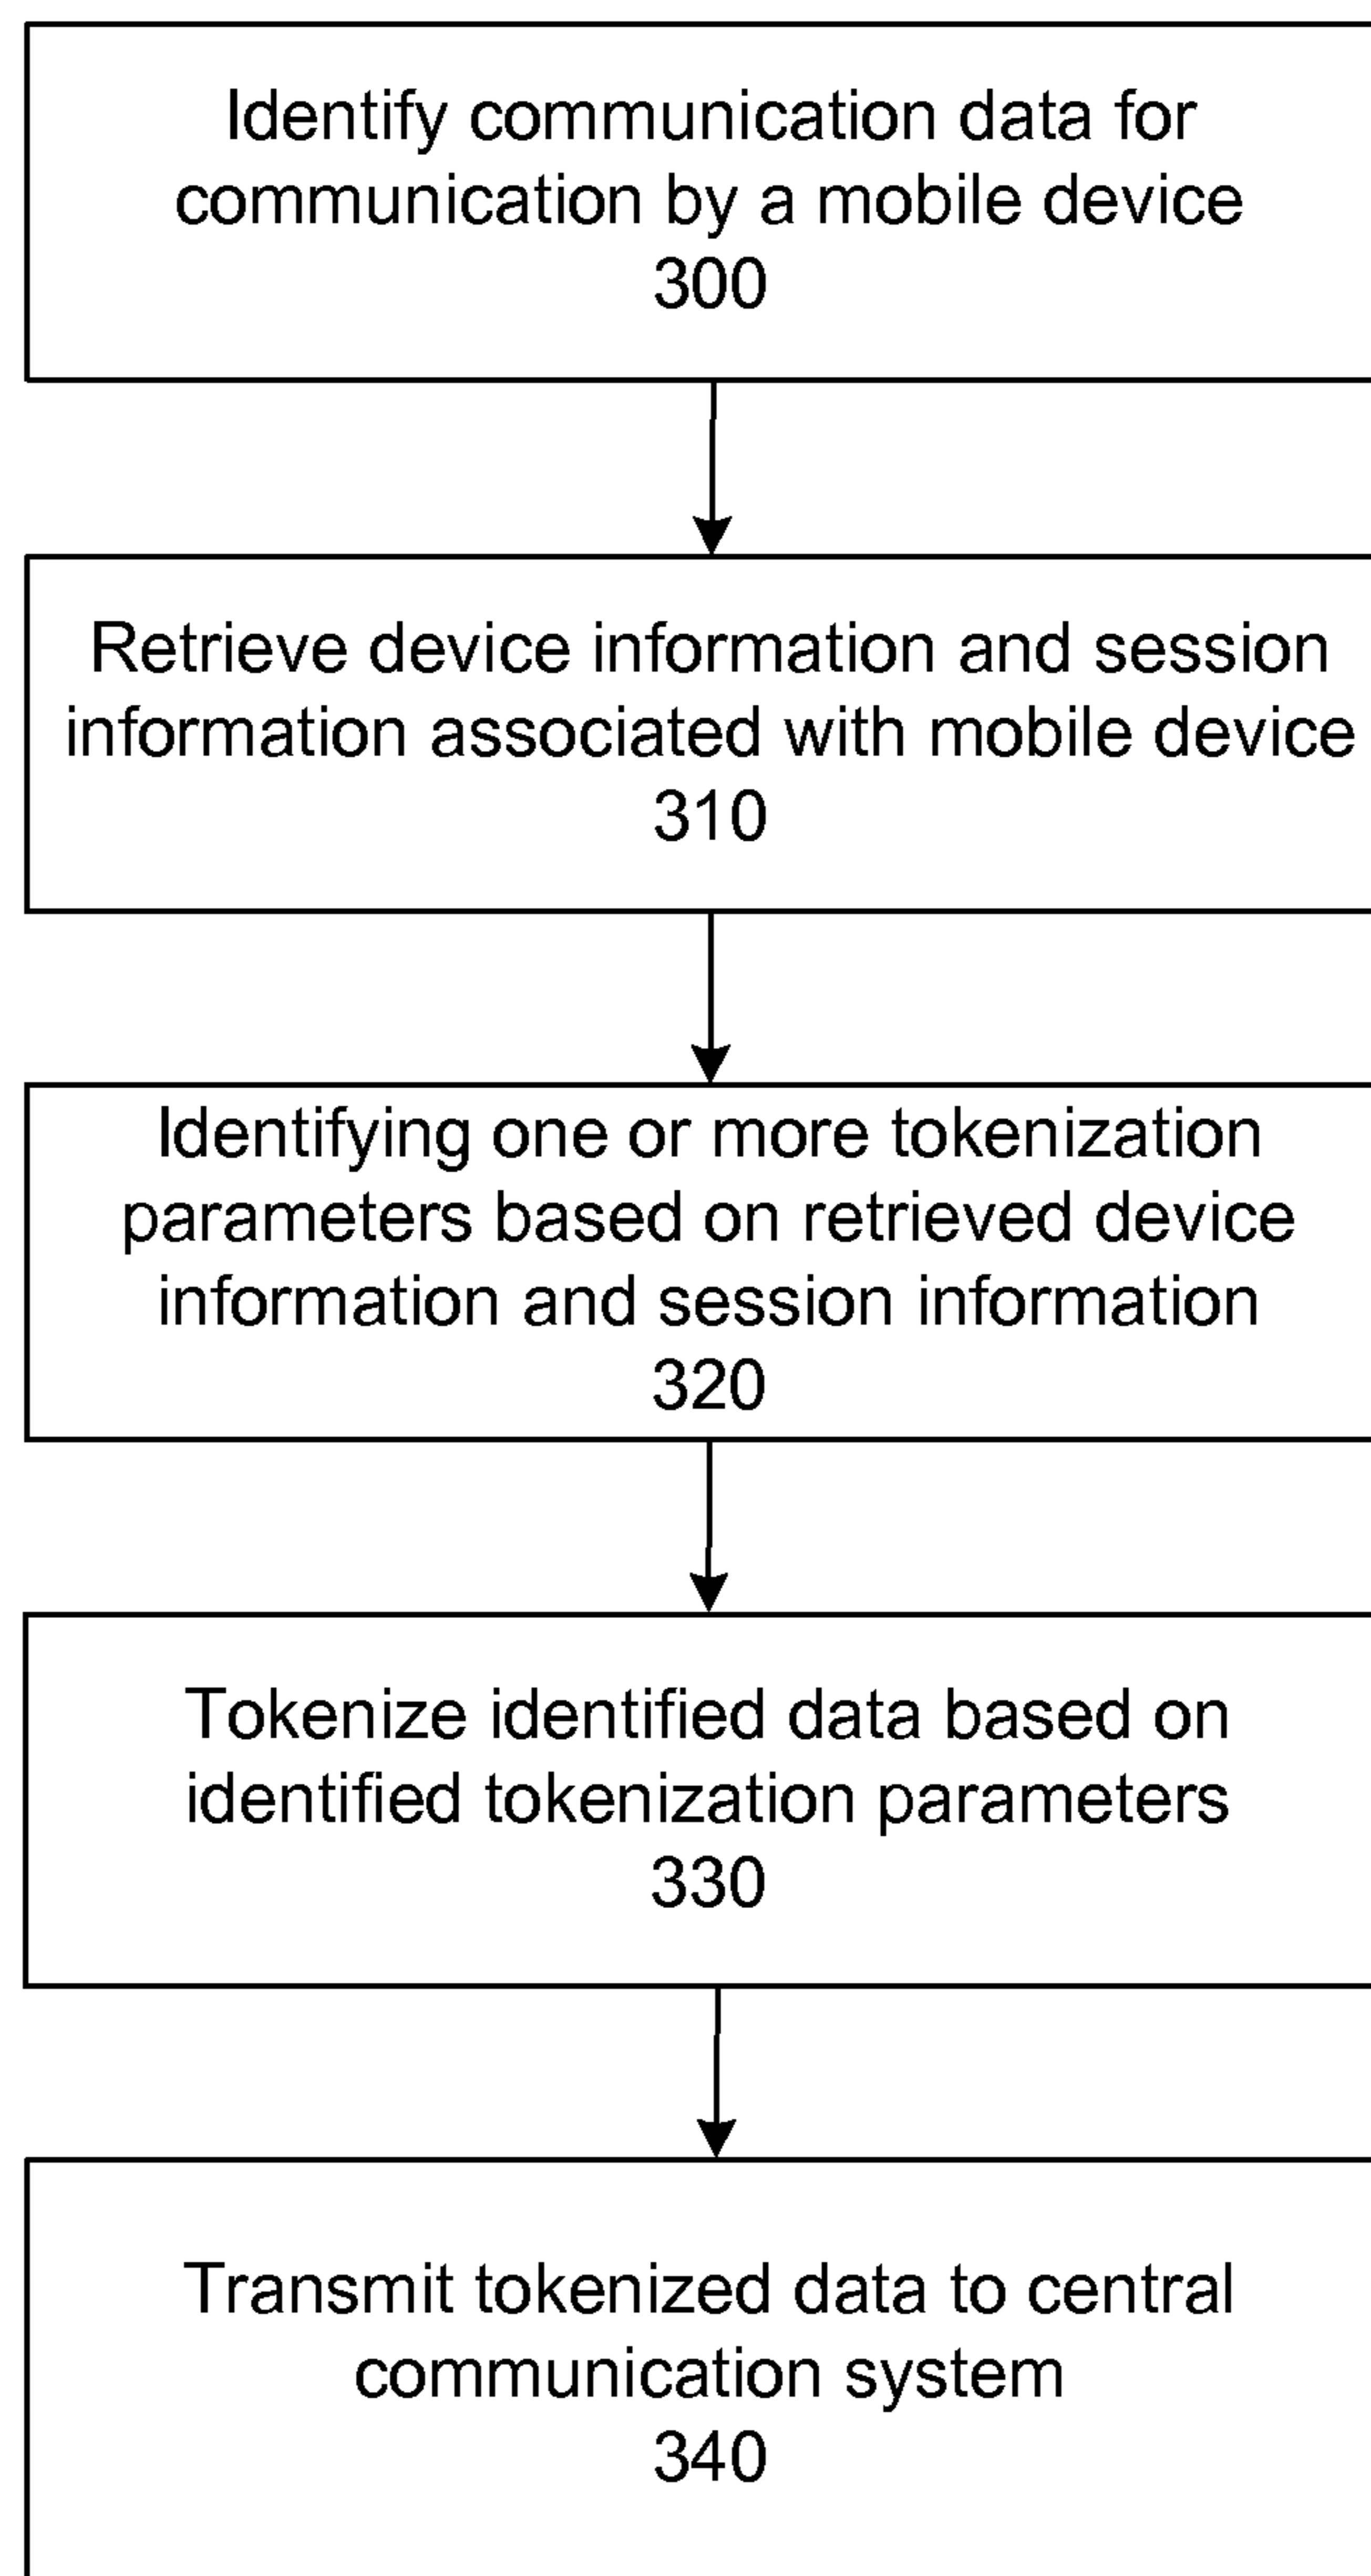 Identify communication data for
communication by a mobile device
300
Retrieve device information and session
information associated with mobile device
310
Identifying one or more tokenization
parameters based on retrieved device
information and session information
320
Tokenize identified data based on
identified tokenization parameters
330
Transmit tokenized data to central
communication system
340